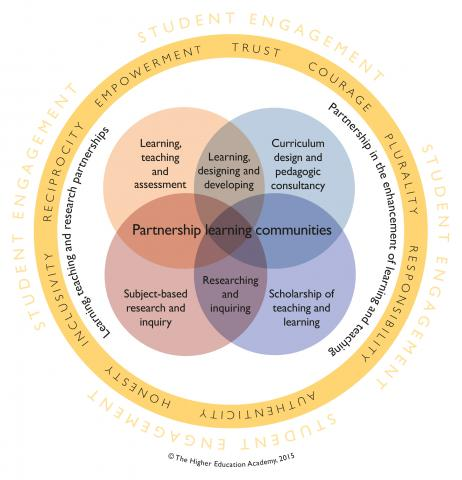 STUDENT ENGAGEMENT
STUDENT ENGAGEMENT
STUDENT ENGAGEMENT
STUDENT ENGAGEMENT
EMPOWERMENT
TRUST
COURAGE
PLURALITY
RESPONSIBILITY
AUTHENTICITY
HONESTY
INCLUSIVITY
RECIPROCITY
Learning, teaching and research partnerships
Partnership in the enhancement of learning and teaching
Learning,
teaching
and
assessment
Learning,
designing and
developing
Curriculum
design and
pedagogic
consultancy
Partnership learning communities
Subject-based
research and
inquiry
Researching
and
inquiring
Scholarship of
teaching and
learning
© The Higher Education Academy, 2015